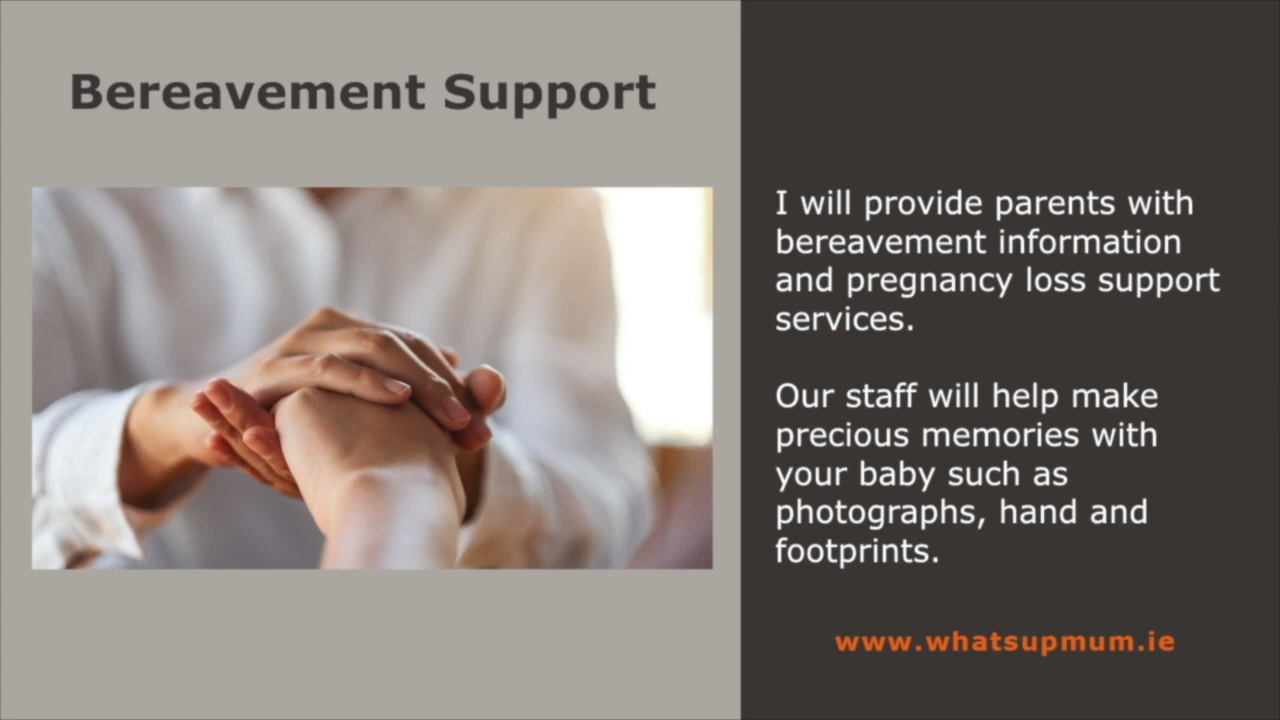 Bereavement Support
I will provide parents with
bereavement information
and pregnancy loss support
services.
Our staff will help make
precious memories with
your baby such as
photographs, hand and
footprints.
www.whatsupmum.ie